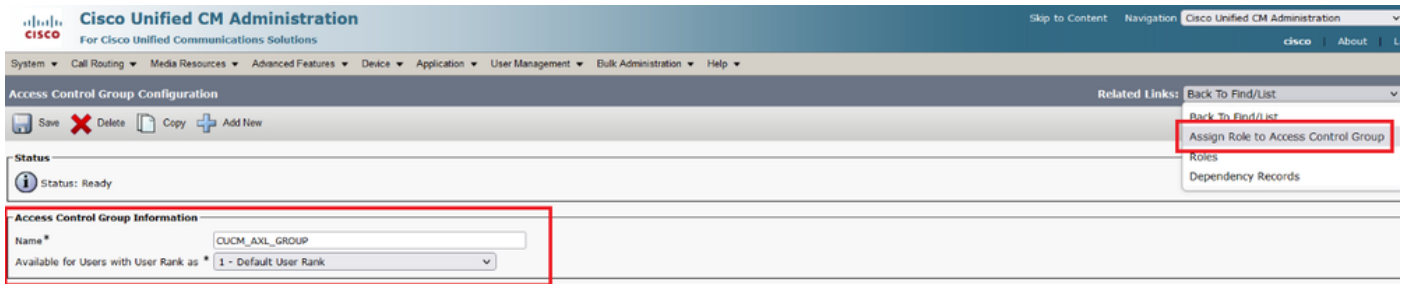 CISCO
Cisco Unified CM Administration
For Cisco Unified Communications Solutions
Skip to Content Navigation Cisco Unified CM Administration
cisco About
System Call Routing Media Resources Advanced Features Device Application User Management Bulk Administration Help
Access Control Group Configuration
Related Links: Back To Find/List
Save Delete Copy Add New
Back To Find/List
Assign Role to Access Control Group
Roles
Dependency Records
Status
Status: Ready
Access Control Group Information
Name* CUCM_AXL_GROUP
Available for Users with User Rank as * 1 - Default User Rank